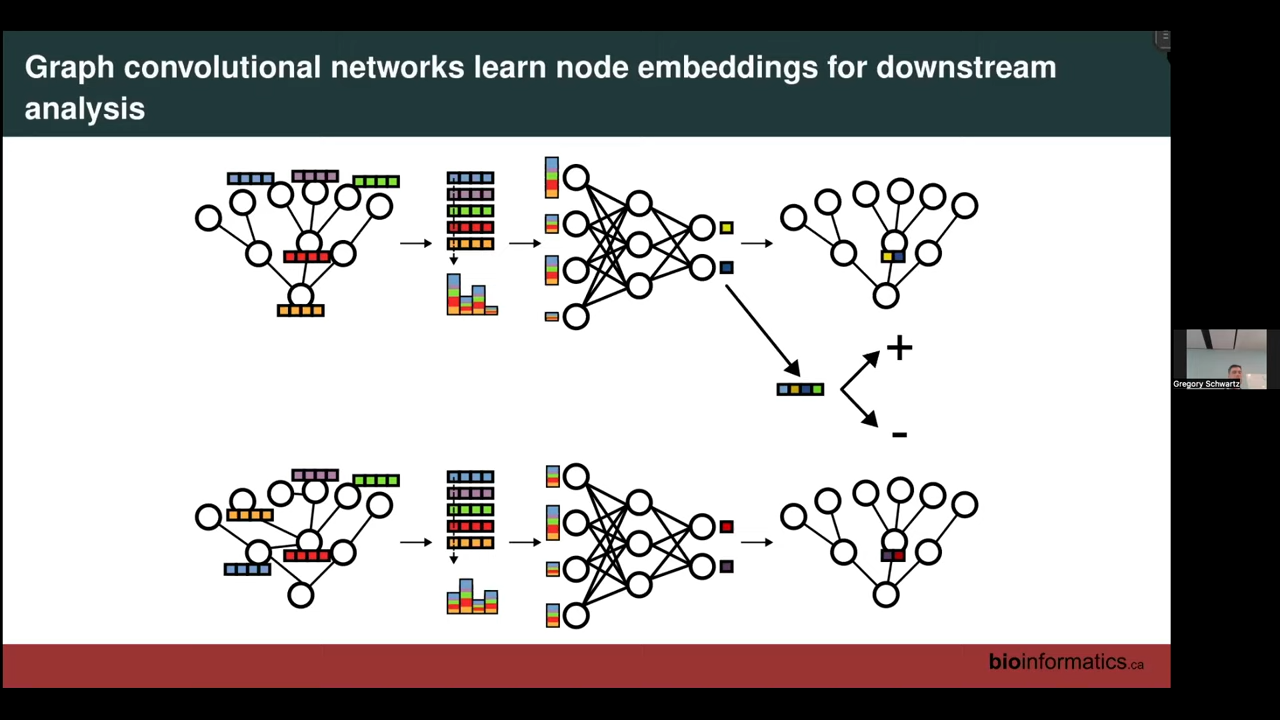 Graph convolutional networks learn node embeddings for downstream
analysis
+
-
Gregory Schwartz
bioinformatics.ca